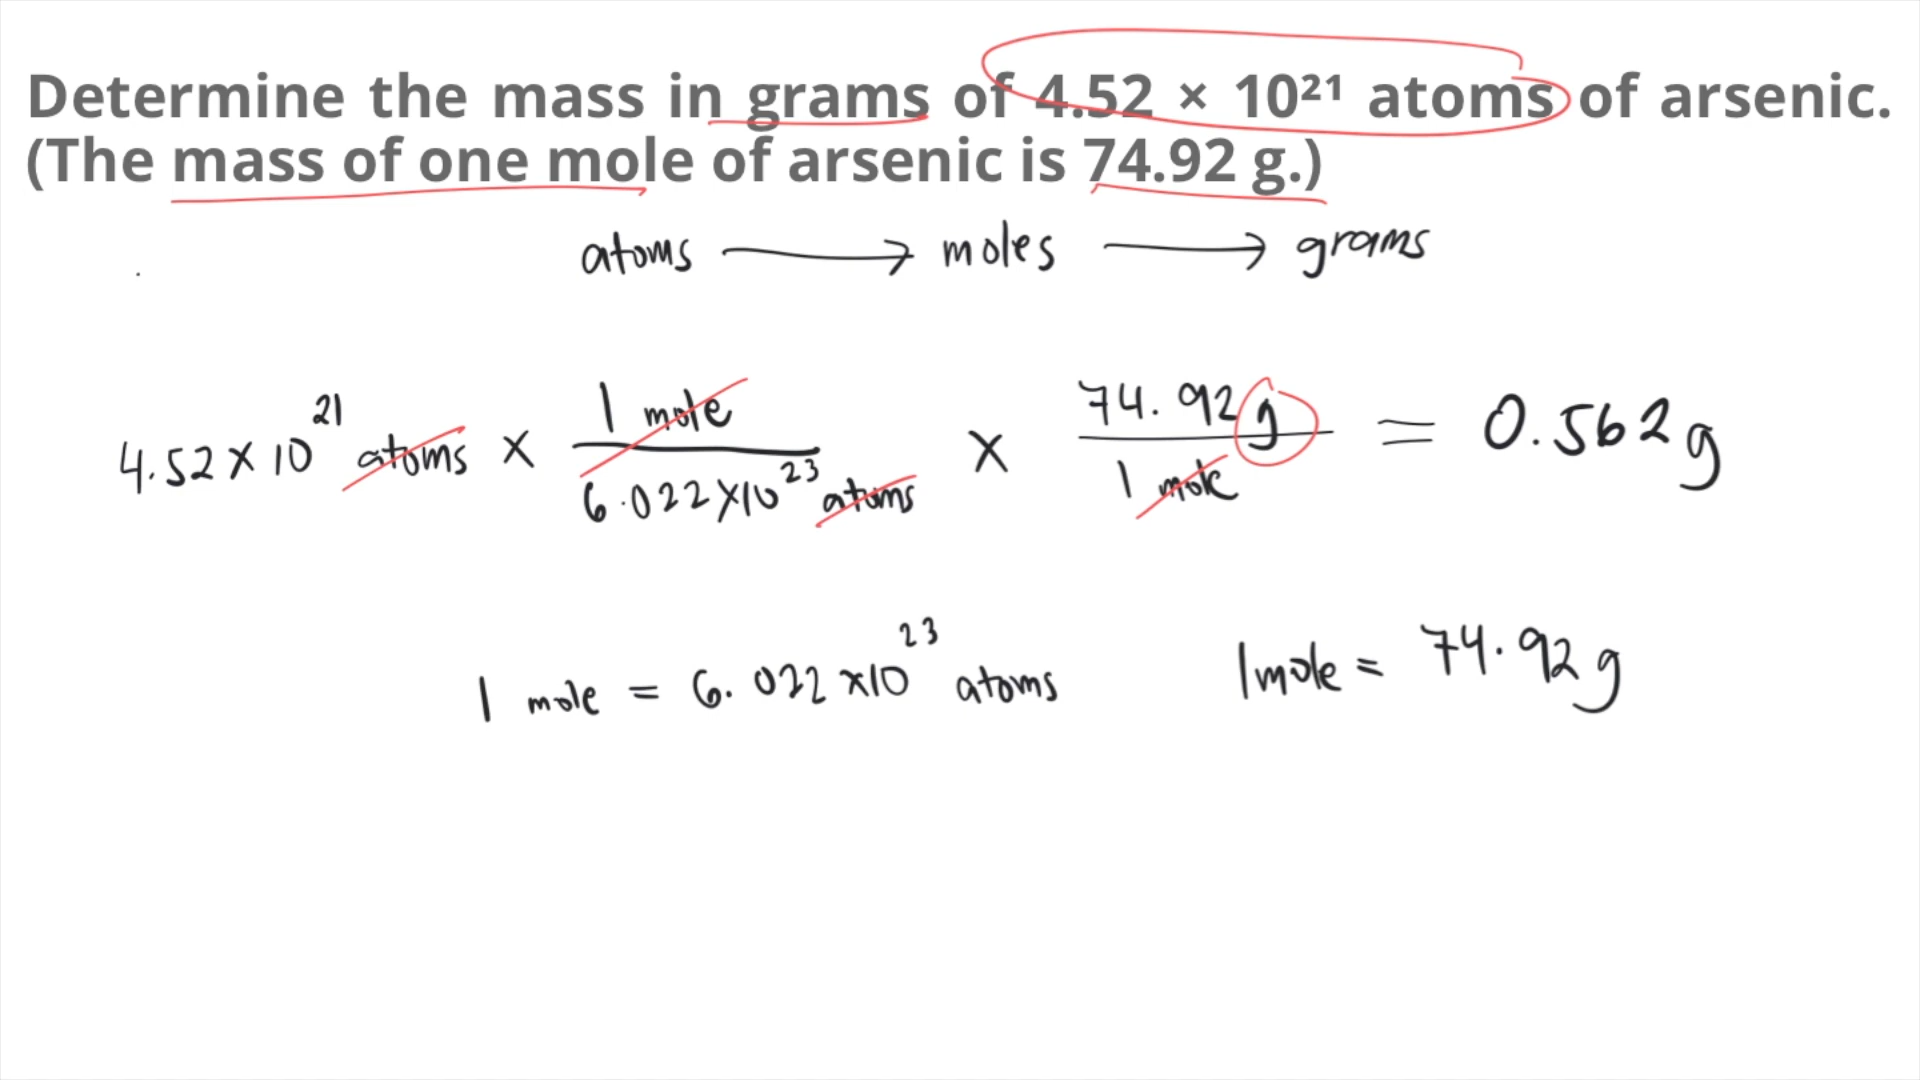 Determine the mass in grams of 4.52 × 10²¹ atoms of arsenic.
(The mass of one mole of arsenic is 74.92 g.)
atoms → moles → grams
4.52 × 10²¹ atoms × 1 mole / 6.022 × 10²³ atoms × 74.92 g / 1 mole = 0.562 g
1 mole = 6.022 × 10²³ atoms 1 mole = 74.92 g